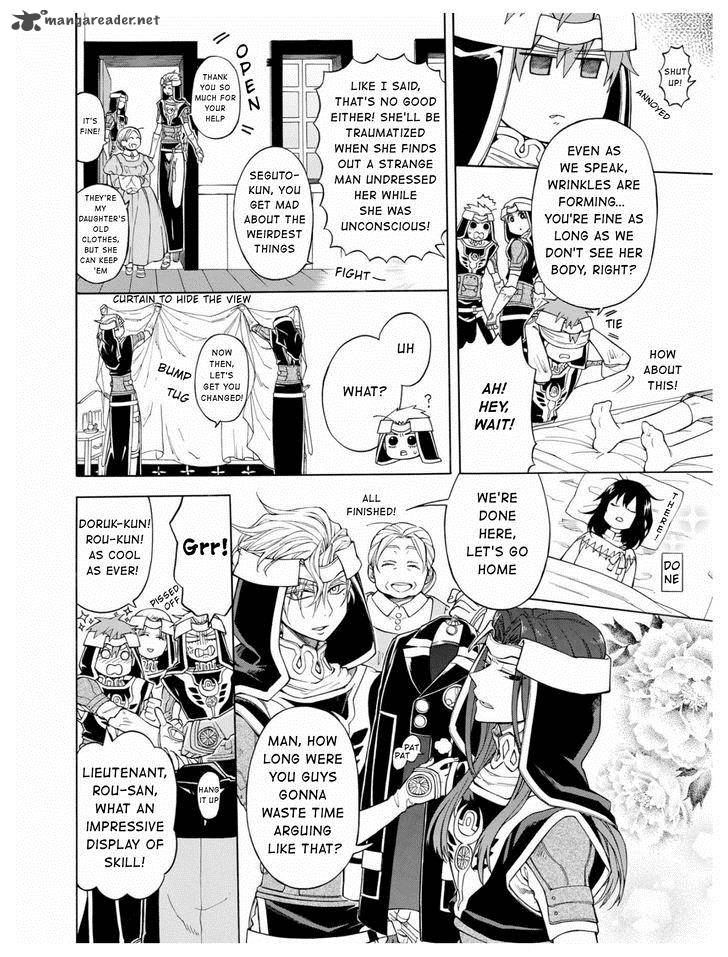 mangareader.net
SHUT
UP!
ANNOYED
EVEN AS
WE SPEAK,
WRINKLES ARE
FORMING...
YOU'RE FINE AS
LONG AS WE
DON'T SEE HER
BODY, RIGHT?
TIE
HOW
ABOUT
THIS!
AH!
HEY,
WAIT!
LIKE I SAID,
THAT'S NO GOOD
EITHER! SHE'LL BE
TRAUMATIZED
WHEN SHE FINDS
OUT A STRANGE
MAN UNDRESSED
HER WHILE
SHE WAS
UNCONSCIOUS!
FIGHT—
OPEN
THANK YOU
SO MUCH
FOR YOUR
HELP
SEGUTO-
KUN, YOU
GET MAD
ABOUT THE
WEIRDEST
THINGS
IT'S
FINE!
THEY'RE
MY
DAUGHTER'S
OLD
CLOTHES,
BUT SHE
CAN KEEP
'EM
UH
WHAT?
?
CURTAIN TO HIDE THE VIEW
NOW
THEN,
LET'S
GET YOU
CHANGED!
BUMP
TUG
THERE!
DONE
WE'RE
DONE
HERE,
LET'S GO
HOME
ALL
FINISHED!
PAT
PAT
MAN, HOW
LONG WERE
YOU GUYS
GONNA
WASTE TIME
ARGUING
LIKE THAT?
Grr!
PISSED
OFF
DORUK-KUN!
ROU-KUN!
AS COOL
AS EVER!
HANG
IT UP
LIEUTENANT,
ROU-SAN,
WHAT AN
IMPRESSIVE
DISPLAY OF
SKILL!